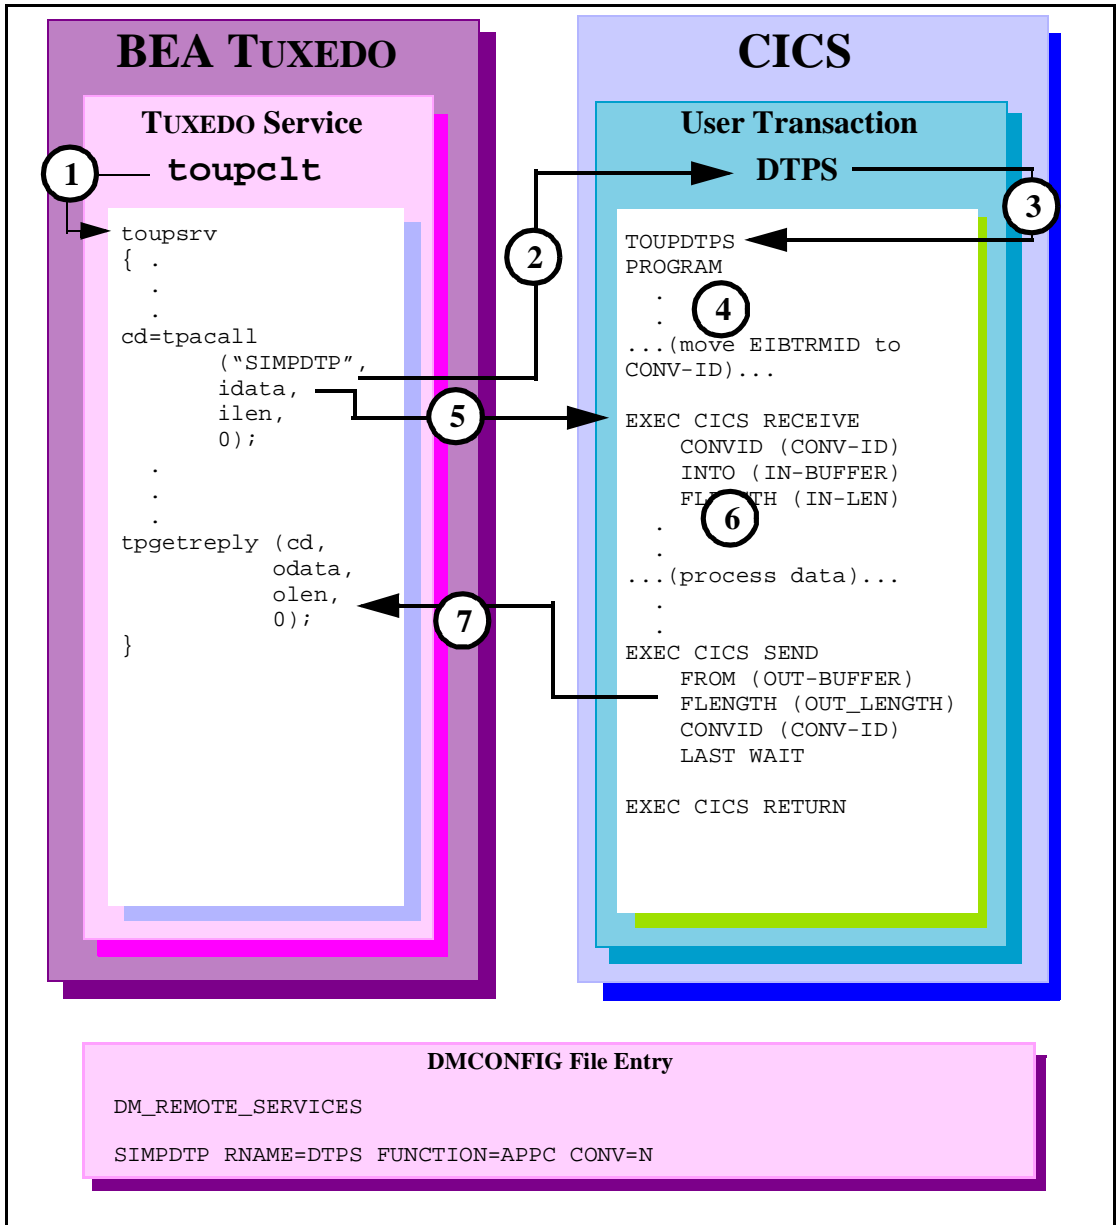 BEA TUXEDO
TUXEDO Service
1
toupclt
toupsrv
{ .
.
.
cd=tpacall
(“SIMPDTP”,
idata,
ilen,
0);
.
.
.
tpgetreply (cd,
odata,
olen,
0);
}
2
5
7
CICS
User Transaction
DTPS
3
TOUPDTPS
PROGRAM
.
.
4
...(move EIBTRMID to
CONV-ID)...
EXEC CICS RECEIVE
CONVID (CONV-ID)
INTO (IN-BUFFER)
FLENGTH (IN-LEN)
6
.
.
...(process data)...
.
.
EXEC CICS SEND
FROM (OUT-BUFFER)
FLENGTH (OUT_LENGTH)
CONVID (CONV-ID)
LAST WAIT
EXEC CICS RETURN
DMCONFIG File Entry
DM_REMOTE_SERVICES
SIMPDTP RNAME=DTPS FUNCTION=APPC CONV=N